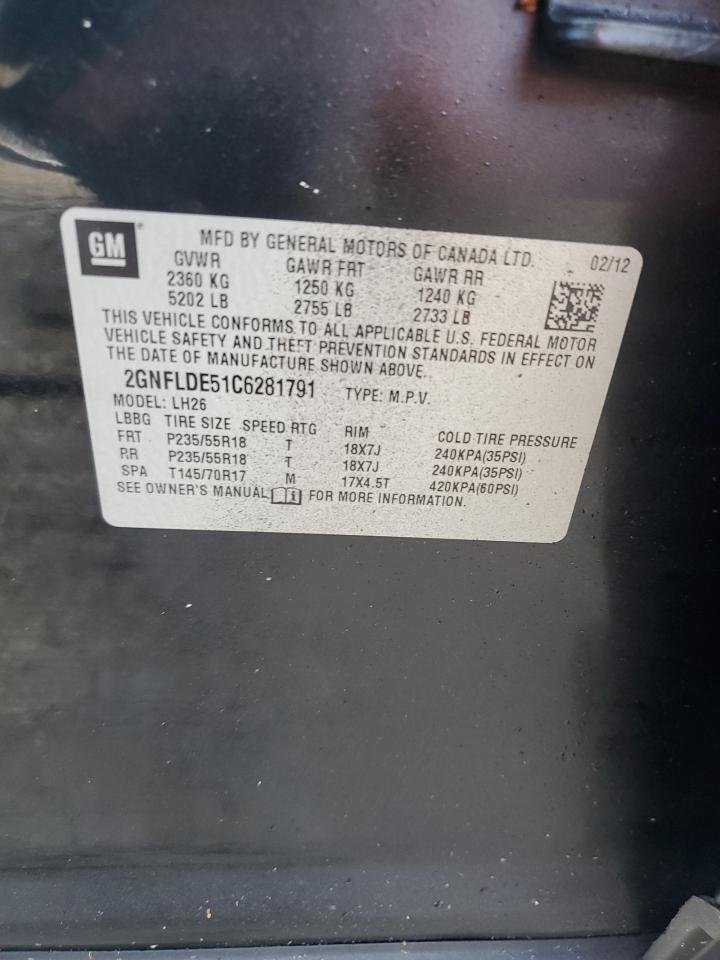 GM
MFD BY GENERAL MOTORS OF CANADA LTD. 02/12
GVWR GAWR FRT GAWR RR
2360 KG 1250 KG 1240 KG
5202 LB 2755 LB 2733 LB
THIS VEHICLE CONFORMS TO ALL APPLICABLE U.S. FEDERAL MOTOR
VEHICLE SAFETY AND THEFT PREVENTION STANDARDS IN EFFECT ON
THE DATE OF MANUFACTURE SHOWN ABOVE.
2GNFLDE51C6281791 TYPE: M.P.V.
MODEL: LH26
LBBG TIRE SIZE SPEED RTG RIM COLD TIRE PRESSURE
FRT P235/55R18 T 18X7J 240KPA(35PSI)
RR P235/55R18 T 18X7J 240KPA(35PSI)
SPA T145/70R17 M 17X4.5T 420KPA(60PSI)
SEE OWNER'S MANUAL FOR MORE INFORMATION.